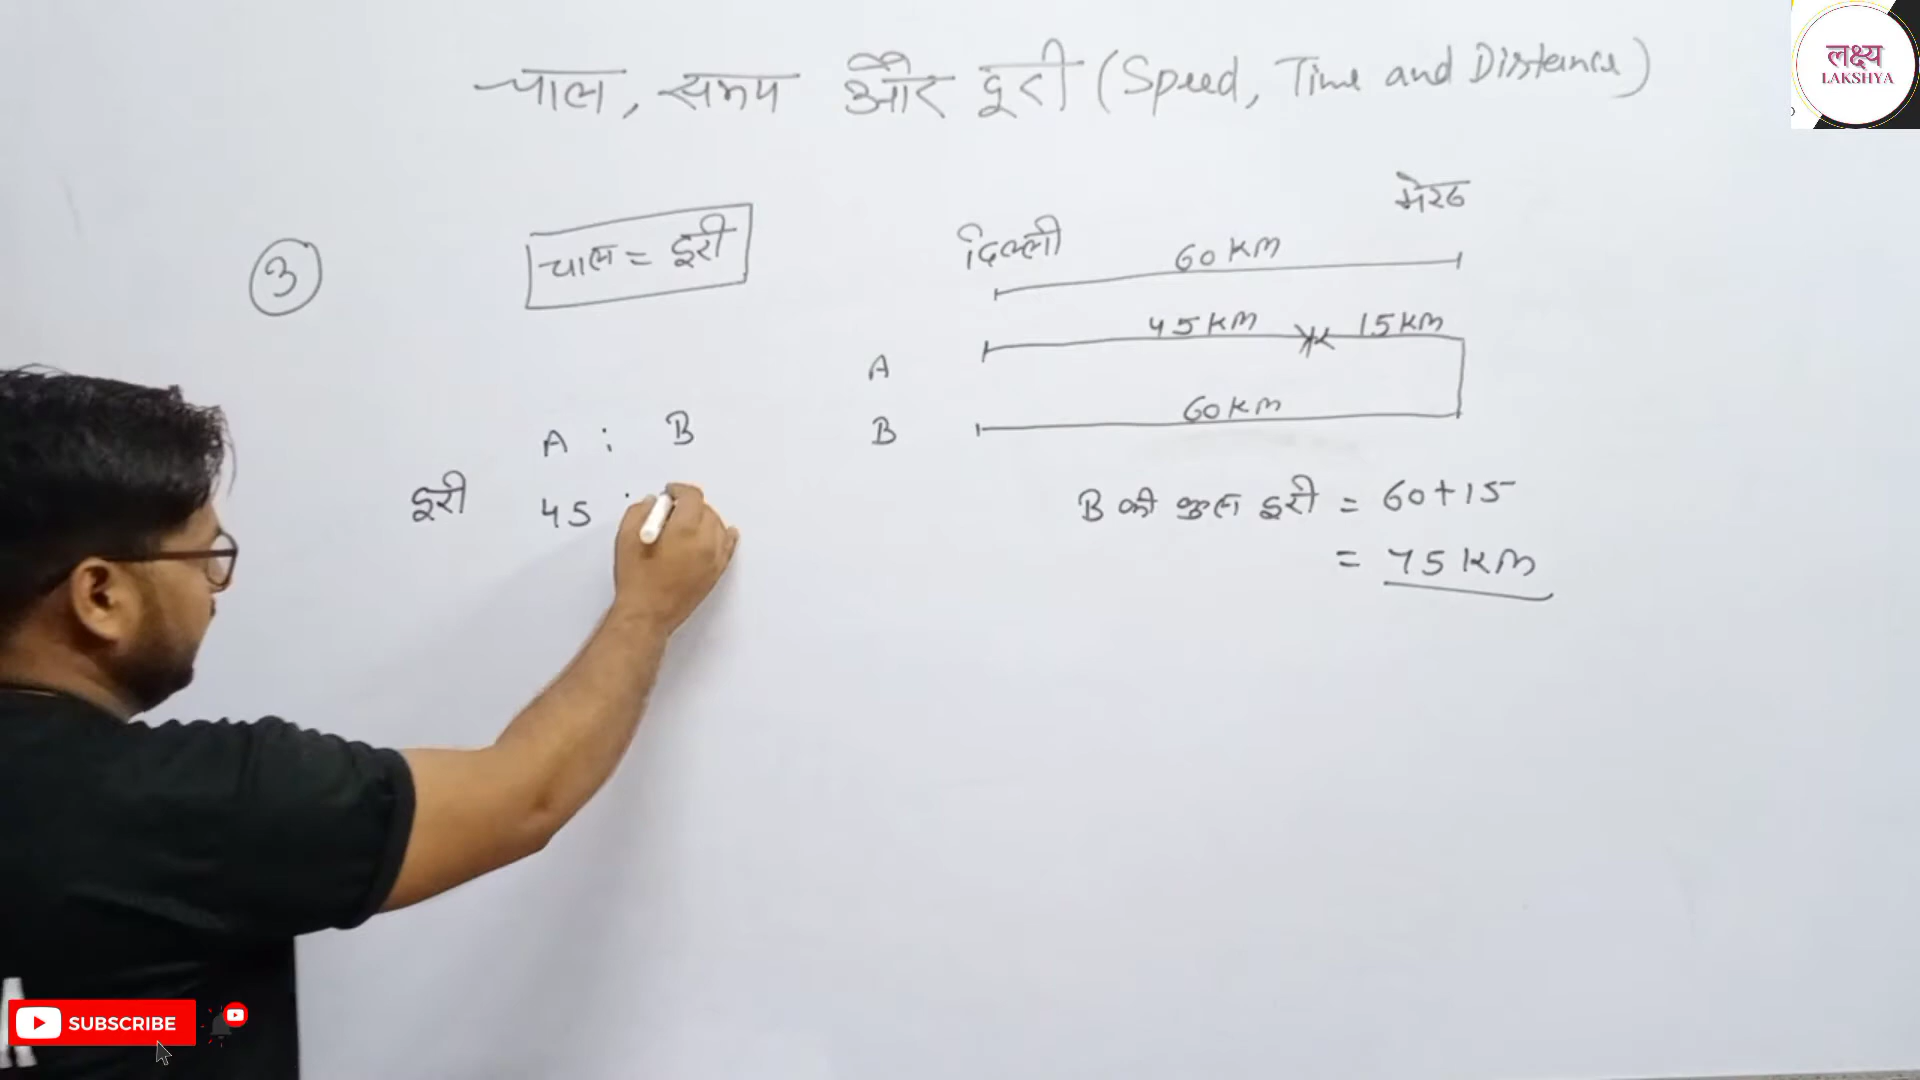 चाल, समय और दूरी (Speed, Time and Distance)
लक्ष्य
LAKSHYA
3
चाल = दूरी
दिल्ली
मेरठ
60 KM
45 KM
15 KM
A
60 KM
B
A : B
दूरी 45 :
B की कुल दूरी = 60+15
= 75 KM
SUBSCRIBE